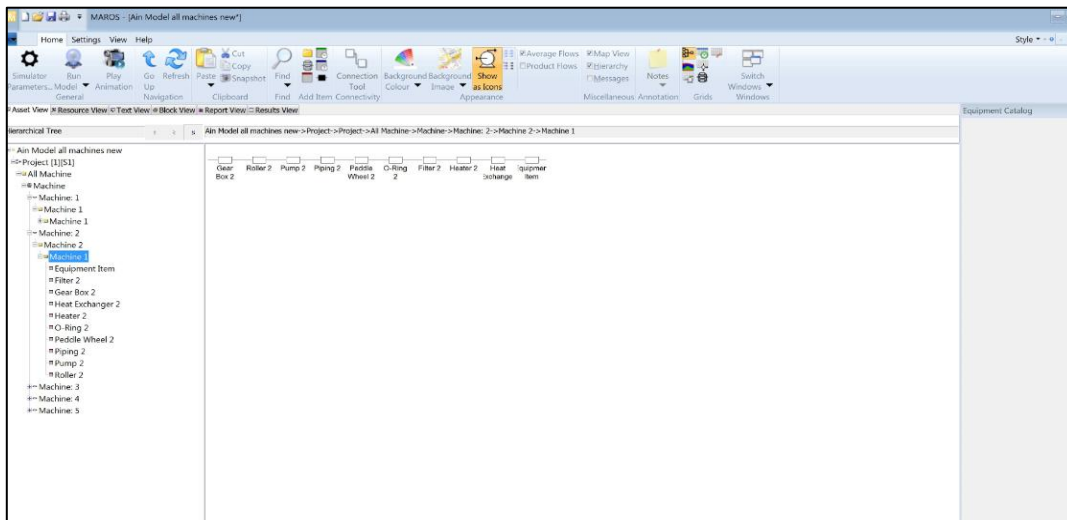 MAROS - [Ain Model all machines new*]
Home Settings View Help
Style
Simulator Parameters...
Run Model
Play Animation
General
Go Up
Refresh
Navigation
Paste
Cut
Copy
Snapshot
Clipboard
Find
Find
Add Item
Connection Tool
Connectivity
Background Colour
Background Image
Show as Icons
Average Flows
Product Flows
Appearance
Map View
Hierarchy
Messages
Miscellaneous
Notes
Annotation
Grids
Switch Windows
Windows
Asset View Resource View Text View Block View Report View Results View
Equipment Catalog
Hierarchical Tree
Ain Model all machines new->Project->Project->All Machine->Machine->Machine: 2->Machine 2->Machine 1
Ain Model all machines new
Project [1][S1]
All Machine
Machine
Machine: 1
Machine 1
Machine 1
Machine: 2
Machine 2
Machine 1
Equipment Item
Filter 2
Gear Box 2
Heat Exchanger 2
Heater 2
O-Ring 2
Peddle Wheel 2
Piping 2
Pump 2
Roller 2
Machine: 3
Machine: 4
Machine: 5
Gear Roller 2 Pump 2 Piping 2 Peddle O-Ring Filter 2 Heater 2 Heat quipmer
Box 2 Wheel 2 2 Exchange Item